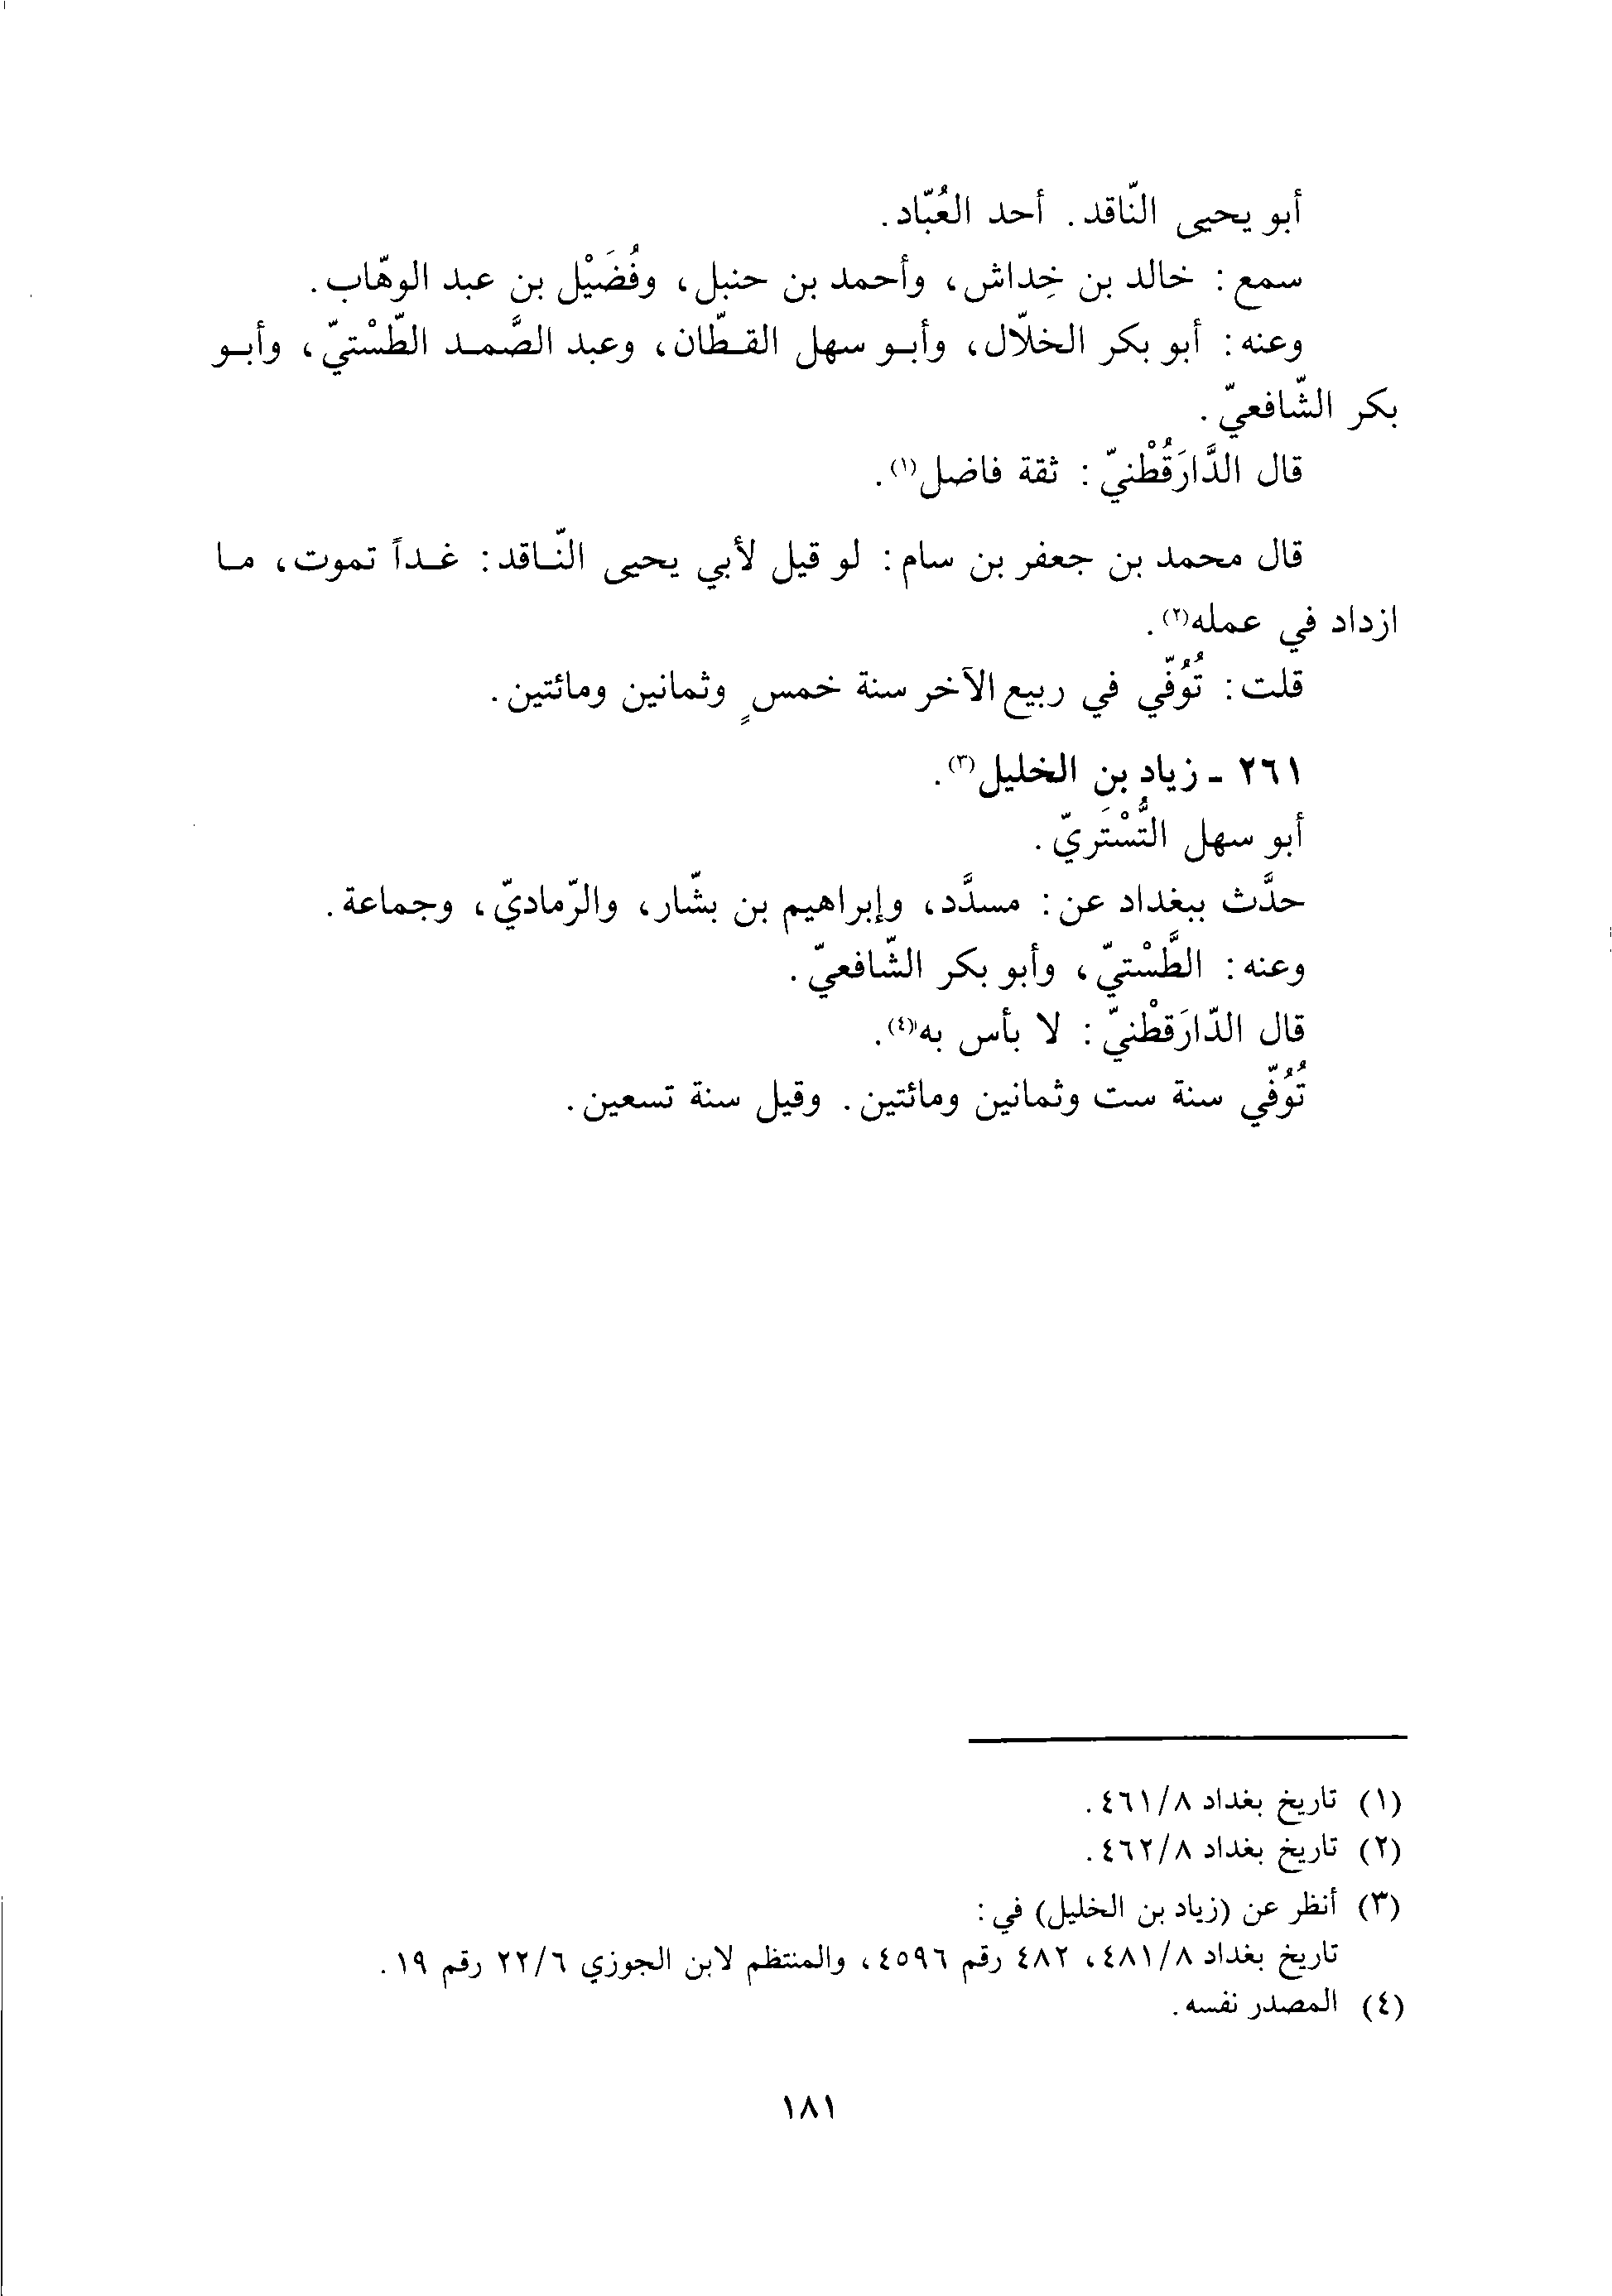 أبو يحيى النّاقد. أحد العُبّاد.
سمع: خالد بن خِداش، وأحمد بن حنبل، وفُضَيْل بن عبد الوهّاب.
وعنه: أبو بكر الخلّال، وأبو سهل القطّان، وعبد الصَّمد الطّسْتيّ، وأبو
بكر الشّافعيّ.
قال الدَّارَقُطْنيّ: ثقة فاضل(١).
قال محمد بن جعفر بن سام: لو قيل لأبي يحيى النّاقد: غداً تموت، ما
ازداد في عمله(٢).
قلت: تُوُفّي في ربيع الآخر سنة خمسٍ وثمانين ومائتين.
٢٦١ - زياد بن الخليل(٣).
أبو سهل التُّسْتَريّ.
حدَّث ببغداد عن: مسدَّد، وإبراهيم بن بشّار، والرّماديّ، وجماعة.
وعنه: الطَّسْتيّ، وأبو بكر الشّافعيّ.
قال الدّارَقطْنيّ: لا بأس به(٤).
تُوُفّي سنة ست وثمانين ومائتين. وقيل سنة تسعين.
(١) تاريخ بغداد ٤٦١/٨.
(٢) تاريخ بغداد ٤٦٢/٨.
(٣) أنظر عن (زياد بن الخليل) في:
تاريخ بغداد ٤٨١/٨، ٤٨٢ رقم ٤٥٩٦، والمنتظم لابن الجوزي ٢٢/٦ رقم ١٩.
(٤) المصدر نفسه.
١٨١